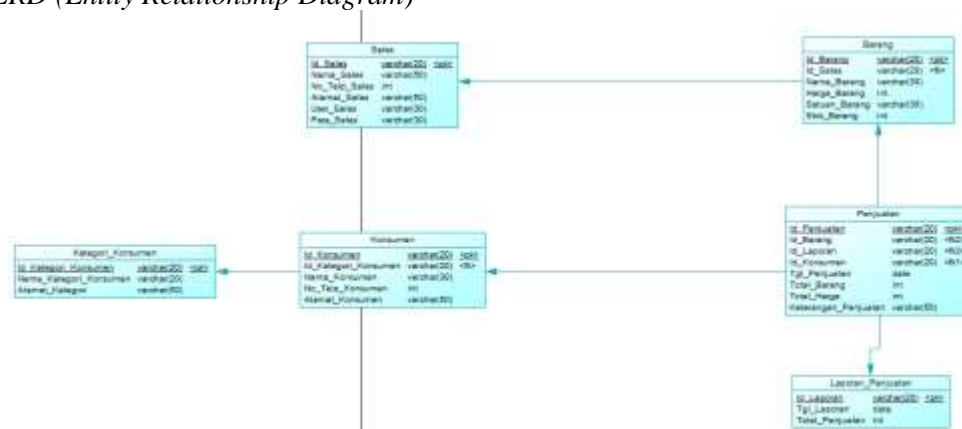 ERD (Entity Relationship Diagram)
Sales
Id_Sales varchar(20) <pk>
Nama_Sales varchar(50)
No_Telp_Sales int
Alamat_Sales varchar(50)
User_Sales varchar(30)
Pass_Sales varchar(30)
Barang
Id_Barang varchar(20) <pk>
Id_Sales varchar(20) <fk>
Nama_Barang varchar(30)
Harga_Barang int
Satuan_Barang varchar(30)
Stok_Barang int
Kategori_Konsumen
Id_Kategori_Konsumen varchar(20) <pk>
Nama_Kategori_Konsumen varchar(20)
Alamat_Kategori varchar(50)
Konsumen
Id_Konsumen varchar(20) <pk>
Id_Kategori_Konsumen varchar(20) <fk>
Nama_Konsumen varchar(30)
No_Telp_Konsumen int
Alamat_Konsumen varchar(50)
Penjualan
Id_Penjualan varchar(20) <pk>
Id_Barang varchar(20)
Id_Laporan varchar(20)
Id_Konsumen varchar(20)
Tgl_Penjualan date
Total_Barang int
Total_Harga int
Keterangan_Penjualan varchar(50)
Laporan_Penjualan
Id_Laporan varchar(20) <pk>
Tgl_Laporan date
Total_Penjualan int